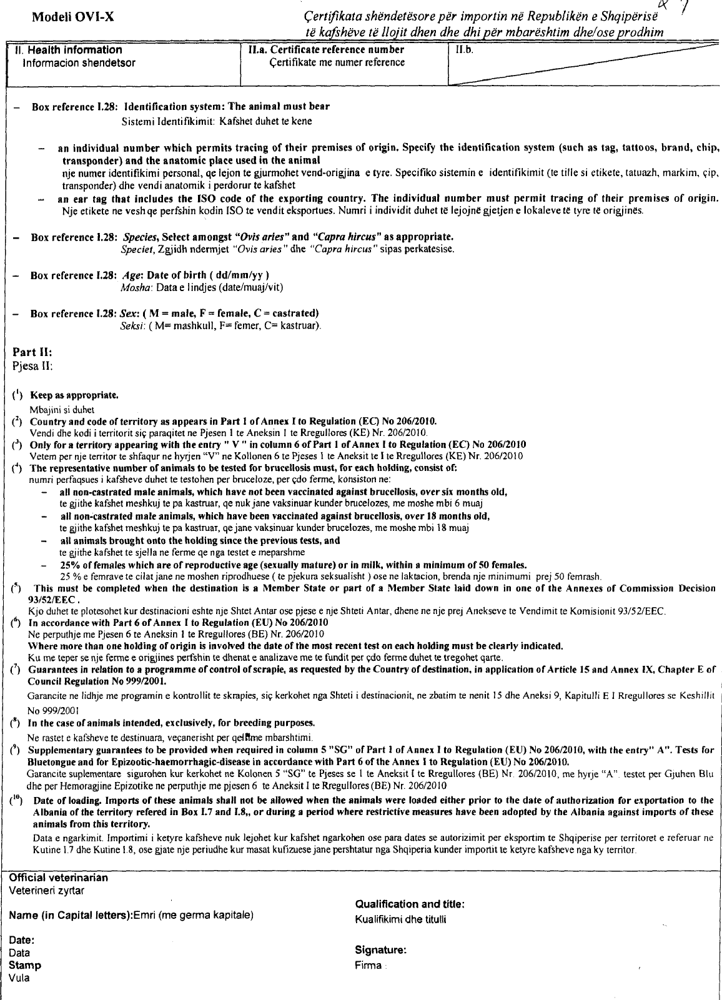 Modeli OVI-X
Çertifikata shëndetësore për importin në Republikën e Shqipërisë
të kafshëve të llojit dhen dhe dhi për mbarështim dhe/ose prodhim
II. Health information
Informacion shendetsor
II.a. Certificate reference number
Çertifikate me numer reference
II.b.
– Box reference I.28: Identification system: The animal must bear
Sistemi Identifikimit: Kafshet duhet te kene
– an individual number which permits tracing of their premises of origin. Specify the identification system (such as tag, tattoos, brand, chip,
transponder) and the anatomic place used in the animal
nje numer identifikimi personal, qe lejon te gjurmohet vend-origjina e tyre. Specifiko sistemin e identifikimit (te tille si etikete, tatuazh, markim, çip,
transponder) dhe vendi anatomik i perdorur te kafshet
– an ear tag that includes the ISO code of the exporting country. The individual number must permit tracing of their premises of origin.
Nje etikete ne vesh qe perfshin kodin ISO te vendit eksportues. Numri i individit duhet të lejojnë gjetjen e lokaleve të tyre të origjinës.
– Box reference I.28: Species, Select amongst “Ovis aries” and “Capra hircus” as appropriate.
Speciet, Zgjidh ndermjet “Ovis aries” dhe “Capra hircus” sipas perkatesise.
– Box reference I.28: Age: Date of birth ( dd/mm/yy )
Mosha: Data e lindjes (date/muaj/vit)
– Box reference I.28: Sex: ( M = male, F = female, C = castrated)
Seksi: ( M= mashkull, F= femer, C= kastruar).
Part II:
Pjesa II:
(1) Keep as appropriate.
Mbajini si duhet
(2) Country and code of territory as appears in Part 1 of Annex I to Regulation (EC) No 206/2010.
Vendi dhe kodi i territorit siç paraqitet ne Pjesen 1 te Aneksin 1 te Rregullores (KE) Nr. 206/2010.
(3) Only for a territory appearing with the entry " V " in column 6 of Part 1 of Annex I to Regulation (EC) No 206/2010
Vetem per nje territor te shfaqur ne hyrjen “V” ne Kollonen 6 te Pjeses 1 te Aneksit te I te Rregullores (KE) Nr. 206/2010
(4) The representative number of animals to be tested for brucellosis must, for each holding, consist of:
numri perfaqsues i kafsheve duhet te testohen per bruceloze, per çdo ferme, konsiston ne:
– all non-castrated male animals, which have not been vaccinated against brucellosis, over six months old,
te gjithe kafshet meshkuj te pa kastruar, qe nuk jane vaksinuar kunder brucelozes, me moshe mbi 6 muaj
– all non-castrated male animals, which have been vaccinated against brucellosis, over 18 months old,
te gjithe kafshet meshkuj te pa kastruar, qe jane vaksinuar kunder brucelozes, me moshe mbi 18 muaj
– all animals brought onto the holding since the previous tests, and
te gjithe kafshet te sjella ne ferme qe nga testet e meparshme
– 25% of females which are of reproductive age (sexually mature) or in milk, within a minimum of 50 females.
25 % e femrave te cilat jane ne moshen riprodhuese ( te pjekura seksualisht ) ose ne laktacion, brenda nje minimumi prej 50 femrash.
(5) This must be completed when the destination is a Member State or part of a Member State laid down in one of the Annexes of Commission Decision
93/52/EEC .
Kjo duhet te plotesohet kur destinacioni eshte nje Shtet Antar ose pjese e nje Shteti Antar, dhene ne nje prej Anekseve te Vendimit te Komisionit 93/52/EEC.
(6) In accordance with Part 6 of Annex I to Regulation (EU) No 206/2010
Ne perputhje me Pjesen 6 te Aneksin 1 te Rregullores (BE) Nr. 206/2010
Where more than one holding of origin is involved the date of the most recent test on each holding must be clearly indicated.
Ku me teper se nje ferme e origjines perfshin te dhenat e analizave me te fundit per çdo ferme duhet te tregohet qarte.
(7) Guarantees in relation to a programme of control of scrapie, as requested by the Country of destination, in application of Article 15 and Annex IX, Chapter E of
Council Regulation No 999/2001.
Garancite ne lidhje me programin e kontrollit te skrapies, siç kerkohet nga Shteti i destinacionit, ne zbatim te nenit 15 dhe Aneksi 9, Kapitulli E I Rregullores se Keshillit
No 999/2001
(8) In the case of animals intended, exclusively, for breeding purposes.
Ne rastet e kafsheve te destinuara, veçanerisht per mbarshtimi.
(9) Supplementary guarantees to be provided when required in column 5 "SG" of Part 1 of Annex I to Regulation (EU) No 206/2010, with the entry" A". Tests for
Bluetongue and for Epizootic-haemorrhagic-disease in accordance with Part 6 of the Annex I to Regulation (EU) No 206/2010.
Garancite suplementare sigurohen kur kerkohet ne Kolonen 5 “SG” te Pjeses se 1 te Aneksit I te Rregullores (BE) Nr. 206/2010, me hyrje “A”. testet per Gjuhen Blu
dhe per Hemoragjine Epizotike ne perputhje me pjesen 6 te Aneksit I te Rregullores (BE) Nr. 206/2010
(10) Date of loading. Imports of these animals shall not be allowed when the animals were loaded either prior to the date of authorization for exportation to the
Albania of the territory refered in Box I.7 and I.8,, or during a period where restrictive measures have been adopted by the Albania against imports of these
animals from this territory.
Data e ngarkimit. Importimi i ketyre kafsheve nuk lejohet kur kafshet ngarkohen ose para dates se autorizimit per eksportim te Shqiperise per territoret e referuar ne
Kutine I.7 dhe Kutine I.8, ose gjate nje periudhe kur masat kufizuese jane pershtatur nga Shqiperia kunder importit te ketyre kafsheve nga ky territor.
Official veterinarian
Veterineri zyrtar
Name (in Capital letters):Emri (me germa kapitale)
Qualification and title:
Kualifikimi dhe titulli
Date:
Data
Signature:
Firma :
Stamp
Vula